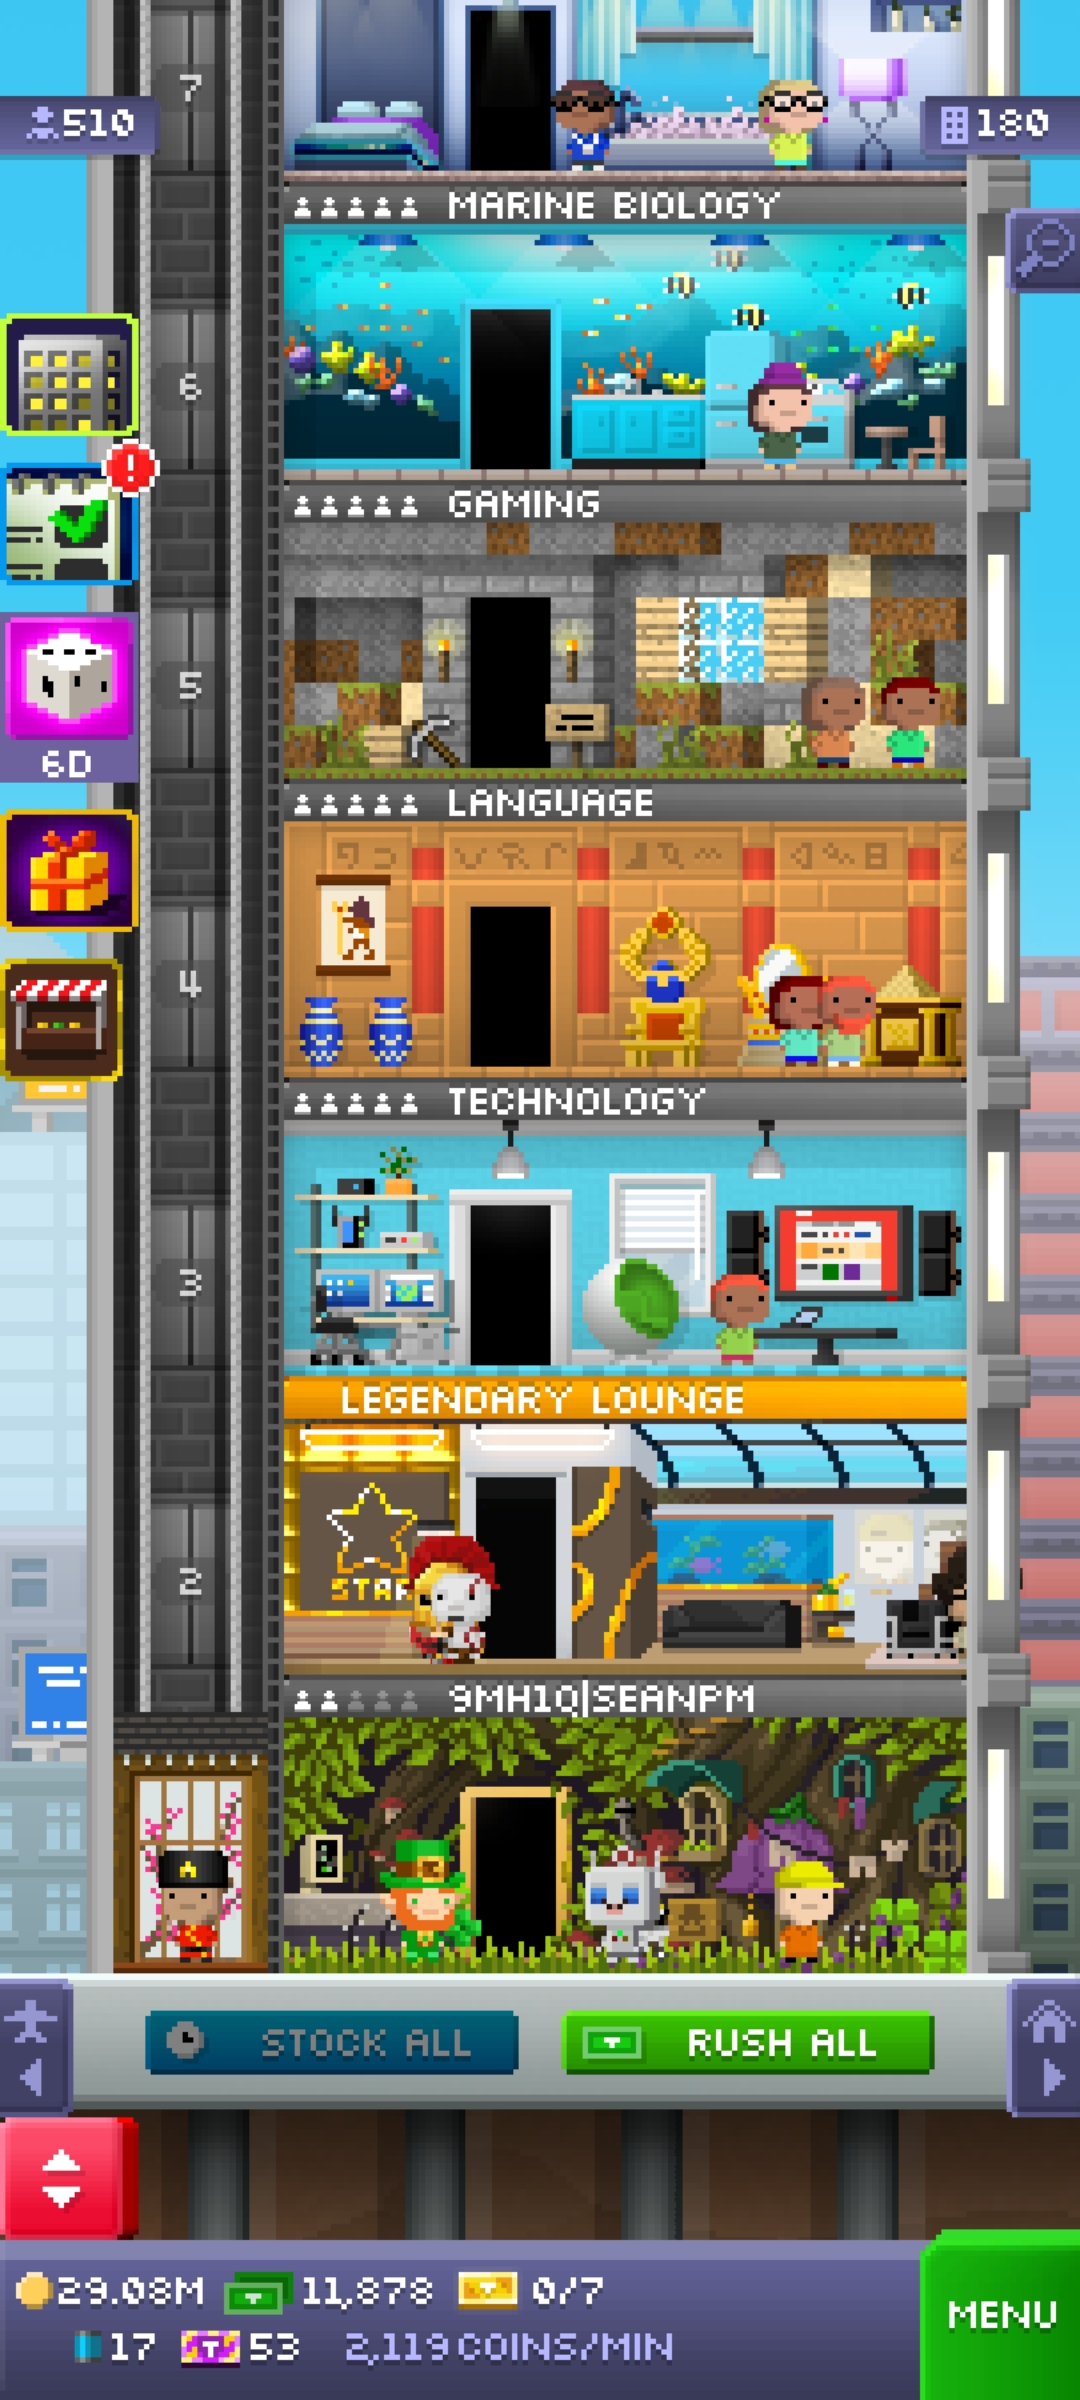 7
510
180
MARINE BIOLOGY
6
GAMING
5
6D
LANGUAGE
4
TECHNOLOGY
3
LEGENDARY LOUNGE
2
STAR
9MH1Q|SEANPM
STOCK ALL
RUSH ALL
29.08M
11,878
0/7
MENU
17
53
2,119 COINS/MIN